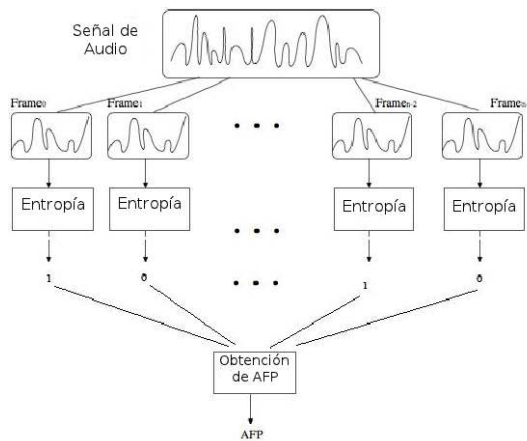 Señal de
Audio
Frame0 Frame1 Framen-2
Entropía Entropía Entropía Entropía
1 0 1 0
Obtención
de AFP
AFP